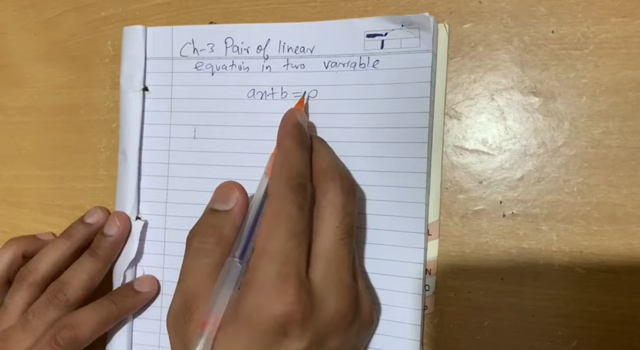 Ch-3 Pair of linear
equation in two variable
ax+b=0
L
N
O
P